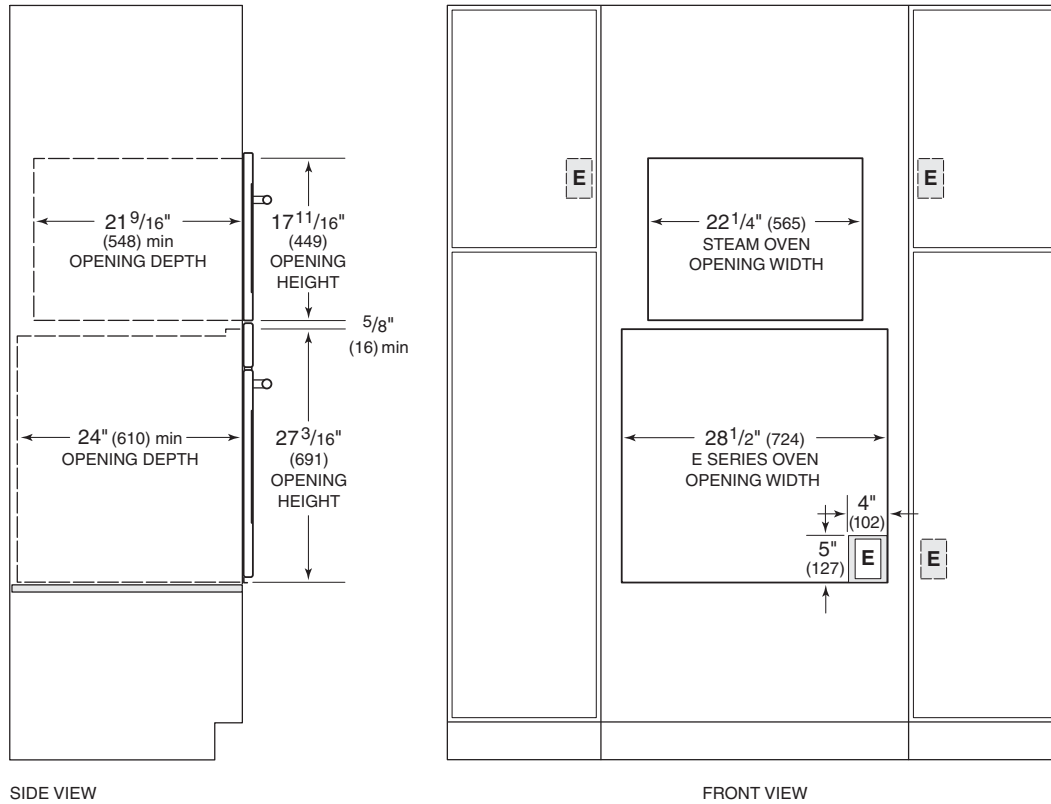 21 9/16"
(548) min
OPENING DEPTH
17 11/16"
(449)
OPENING
HEIGHT
5/8"
(16) min
24" (610) min
OPENING DEPTH
27 3/16"
(691)
OPENING
HEIGHT
SIDE VIEW
E
E
22 1/4" (565)
STEAM OVEN
OPENING WIDTH
28 1/2" (724)
E SERIES OVEN
OPENING WIDTH
4"
(102)
5"
(127)
E
E
FRONT VIEW